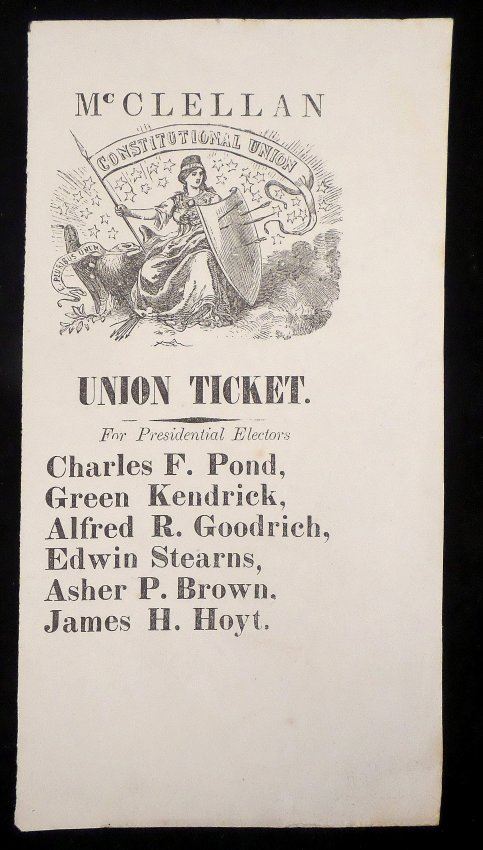 McCLELLAN
CONSTITUTIONAL UNION
E PLURIBUS UNUM
UNION TICKET.
For Presidential Electors
Charles F. Pond,
Green Kendrick,
Alfred R. Goodrich,
Edwin Stearns,
Asher P. Brown.
James H. Hoyt.